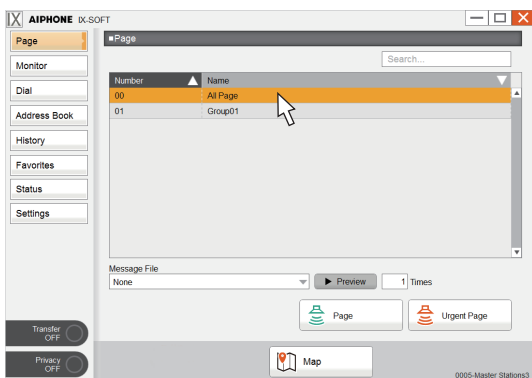 IX AIPHONE IX-SOFT
Page
Monitor
Dial
Address Book
History
Favorites
Status
Settings
Transfer
OFF
Privacy
OFF
■Page
Search...
Number Name
00 All Page
01 Group01
Message File
None Preview 1 Times
Page Urgent Page
Map
0005-Master Stations3